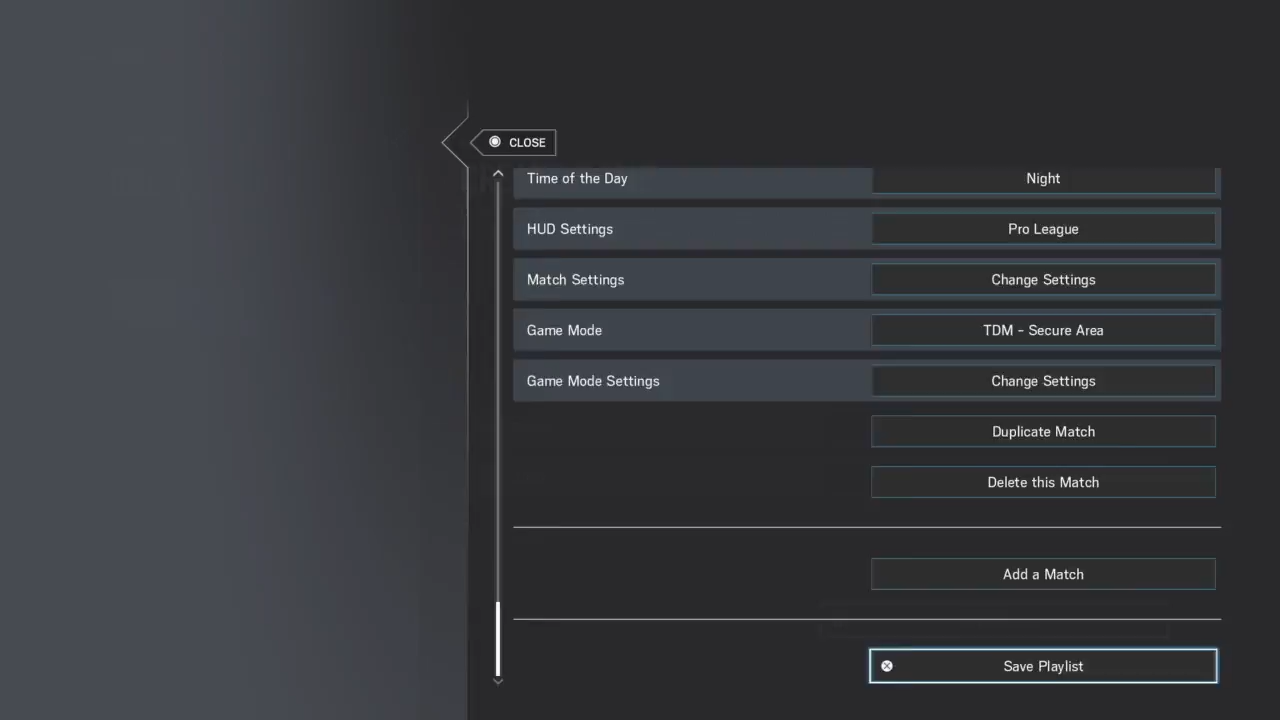 CLOSE
Time of the Day Night
HUD Settings Pro League
Match Settings Change Settings
Game Mode TDM - Secure Area
Game Mode Settings Change Settings
Duplicate Match
Delete this Match
Add a Match
Save Playlist